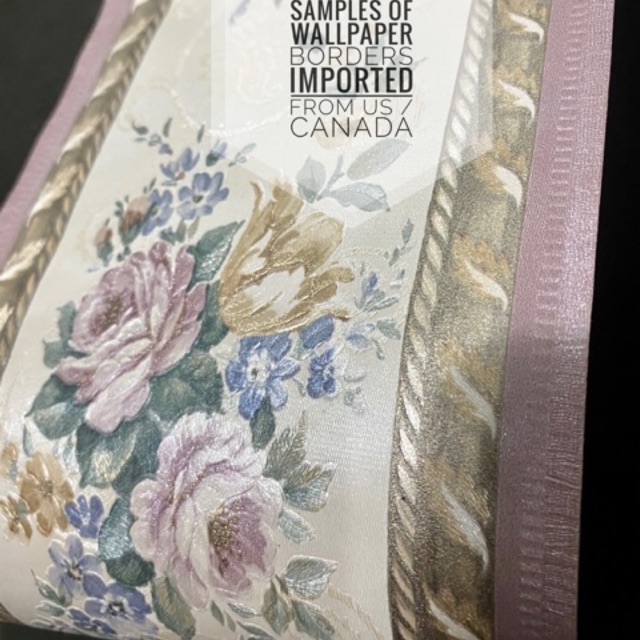 SAMPLES OF
WALLPAPER
BORDERS
IMPORTED
FROM US /
CANADA